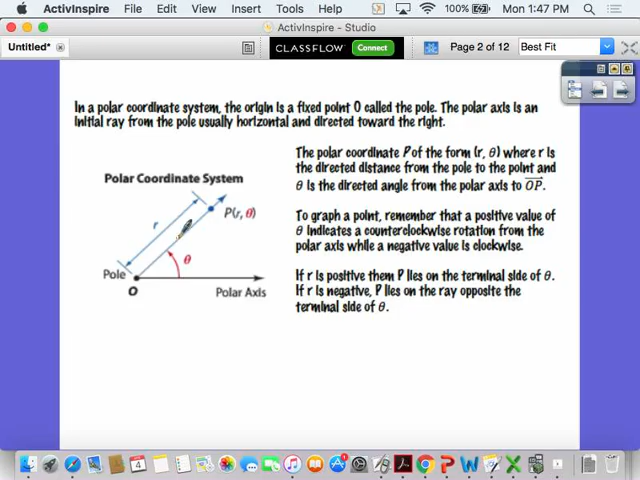 ActivInspire File Edit View Insert Tools Help 100% Mon 1:47 PM
ActivInspire - Studio
Untitled* CLASSFLOW Connect Page 2 of 12 Best Fit
In a polar coordinate system, the origin is a fixed point O called the pole. The polar axis is an
initial ray from the pole usually horizontal and directed toward the right.
The polar coordinate P of the form (r, θ) where r is
the directed distance from the pole to the point and
θ is the directed angle from the polar axis to OP.
Polar Coordinate System
P(r, θ)
r
θ
Pole
O
Polar Axis
To graph a point, remember that a positive value of
θ indicates a counterclockwise rotation from the
polar axis while a negative value is clockwise.
If r is positive them P lies on the terminal side of θ.
If r is negative, P lies on the ray opposite the
terminal side of θ.
4